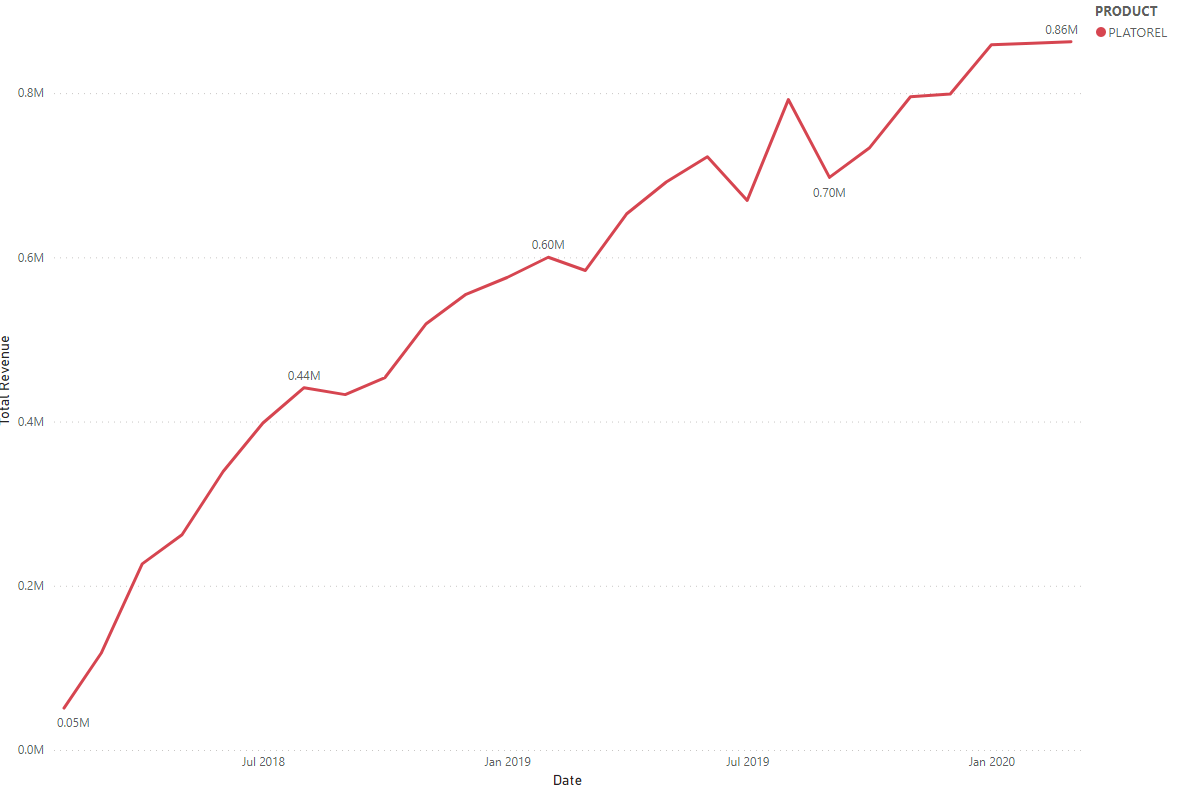 PRODUCT
PLATOREL
0.86M
0.8M
0.70M
0.60M
0.6M
0.44M
0.4M
0.2M
0.05M
0.0M
Total Revenue
Jul 2018
Jan 2019
Jul 2019
Jan 2020
Date